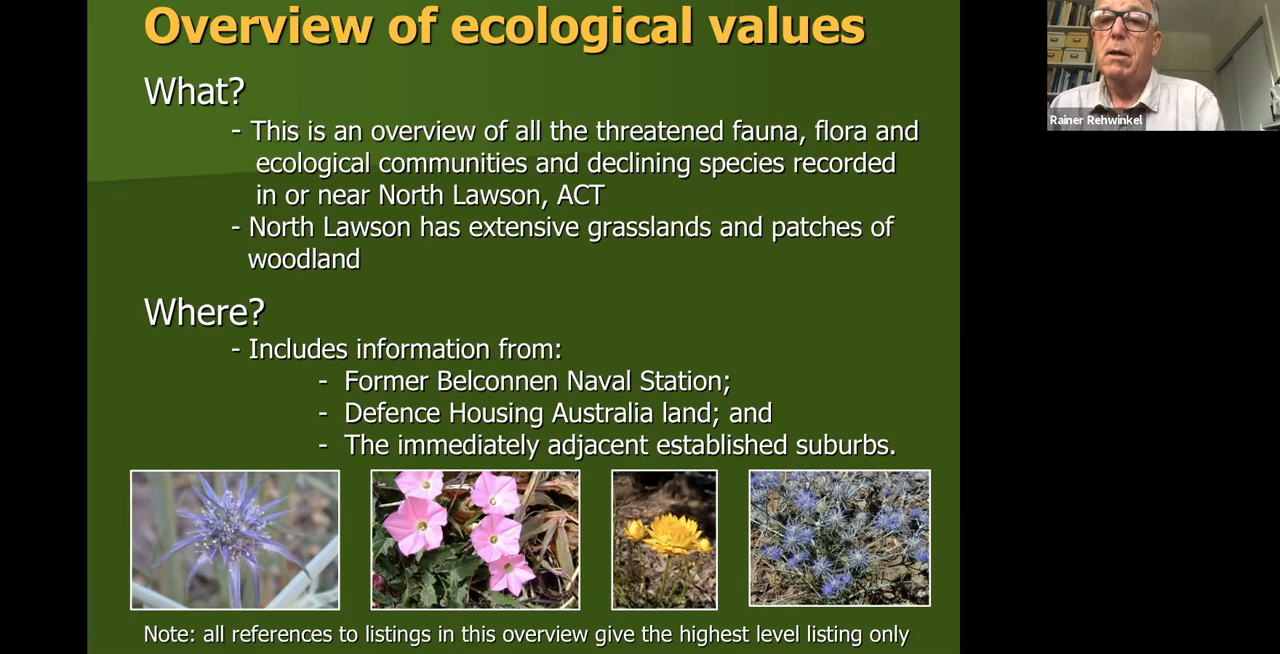 Overview of ecological values
What?
- This is an overview of all the threatened fauna, flora and
ecological communities and declining species recorded
in or near North Lawson, ACT
- North Lawson has extensive grasslands and patches of
woodland
Where?
- Includes information from:
- Former Belconnen Naval Station;
- Defence Housing Australia land; and
- The immediately adjacent established suburbs.
Note: all references to listings in this overview give the highest level listing only
Rainer Rehwinkel